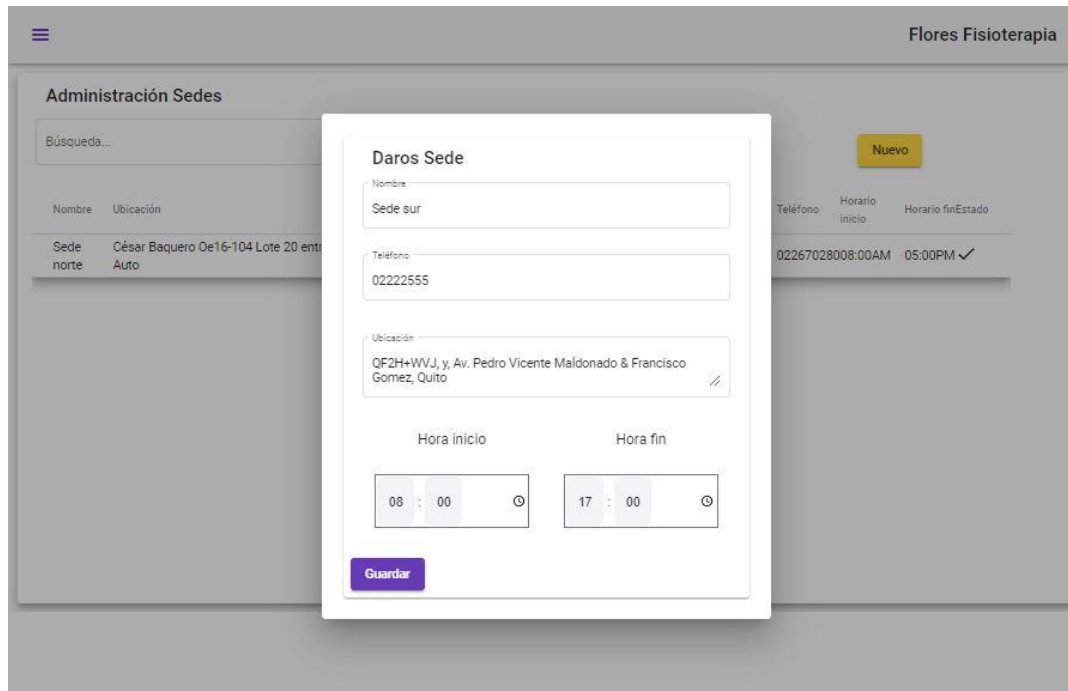 Flores Fisioterapia
Administración Sedes
Búsqueda...
Nuevo
Nombre Ubicación Teléfono Horario inicio Horario finEstado
Sede norte César Baquero Oe16-104 Lote 20 Auto 02267028008:00AM 05:00PM
Daros Sede
Nombre
Sede sur
Teléfono
02222555
Ubicación
QF2H+WVJ, y, Av. Pedro Vicente Maldonado & Francisco
Gomez, Quito
Hora inicio Hora fin
08 : 00 17 : 00
Guardar